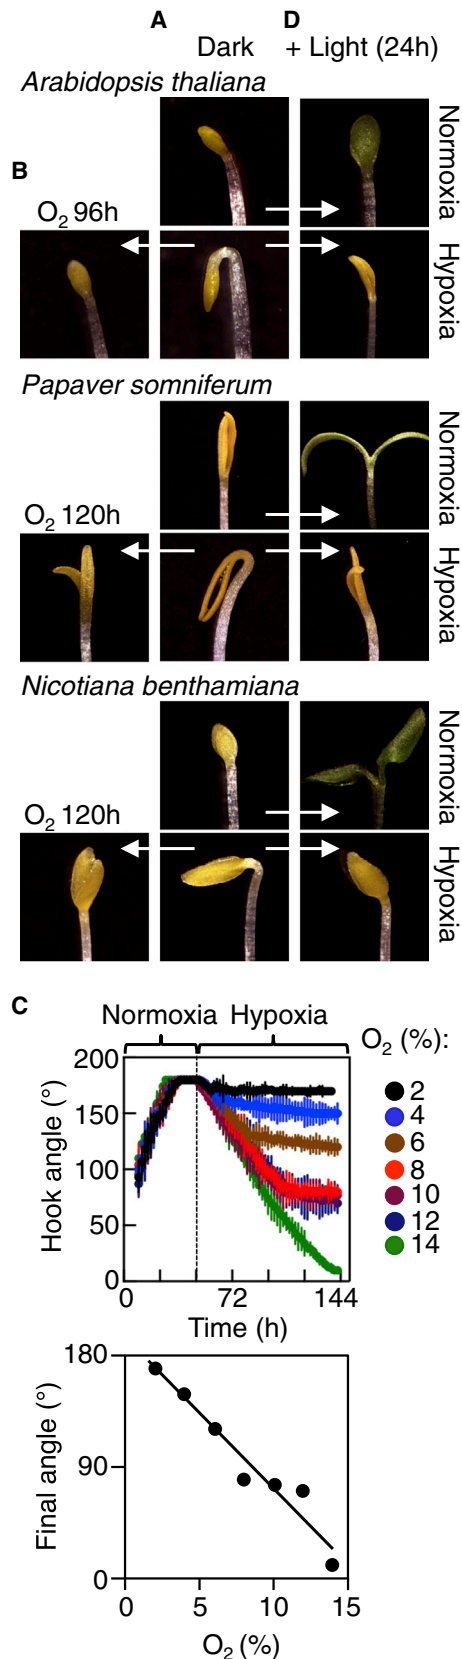 A D
Dark + Light (24h)
Arabidopsis thaliana
Normoxia
B
O2 96h
Hypoxia
Papaver somniferum
Normoxia
O2 120h
Hypoxia
Nicotiana benthamiana
Normoxia
O2 120h
Hypoxia
C
Normoxia Hypoxia
O2 (%):
2
4
6
8
10
12
14
Hook angle (°)
200
150
100
50
0
0 72 144
Time (h)
Final angle (°)
180
90
0
0 5 10 15
O2 (%)